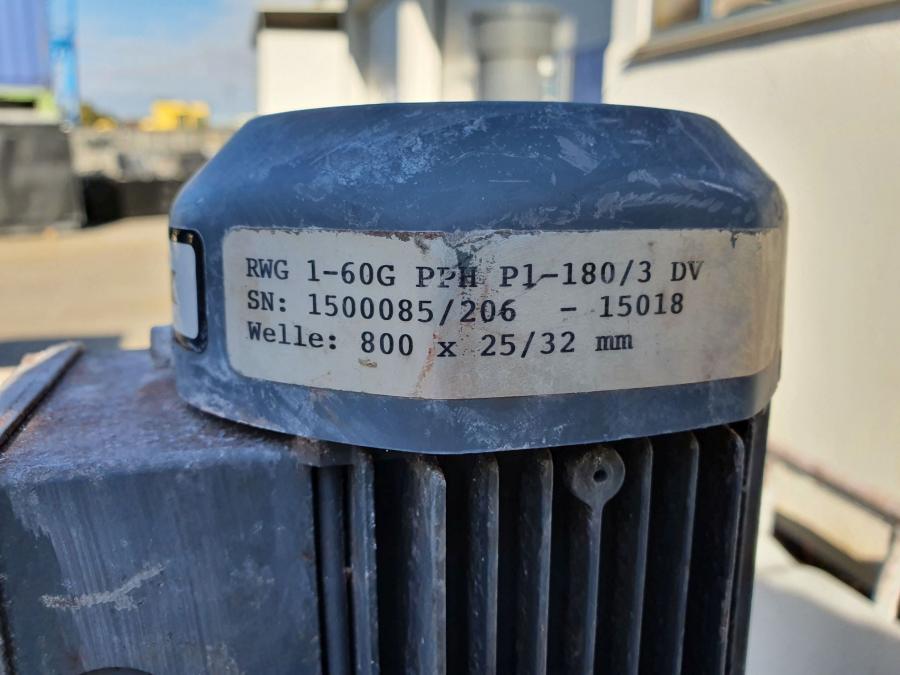 RWG 1-60G PPH P1-180/3 DV
SN: 1500085/206 - 15018
Welle: 800 x 25/32 mm